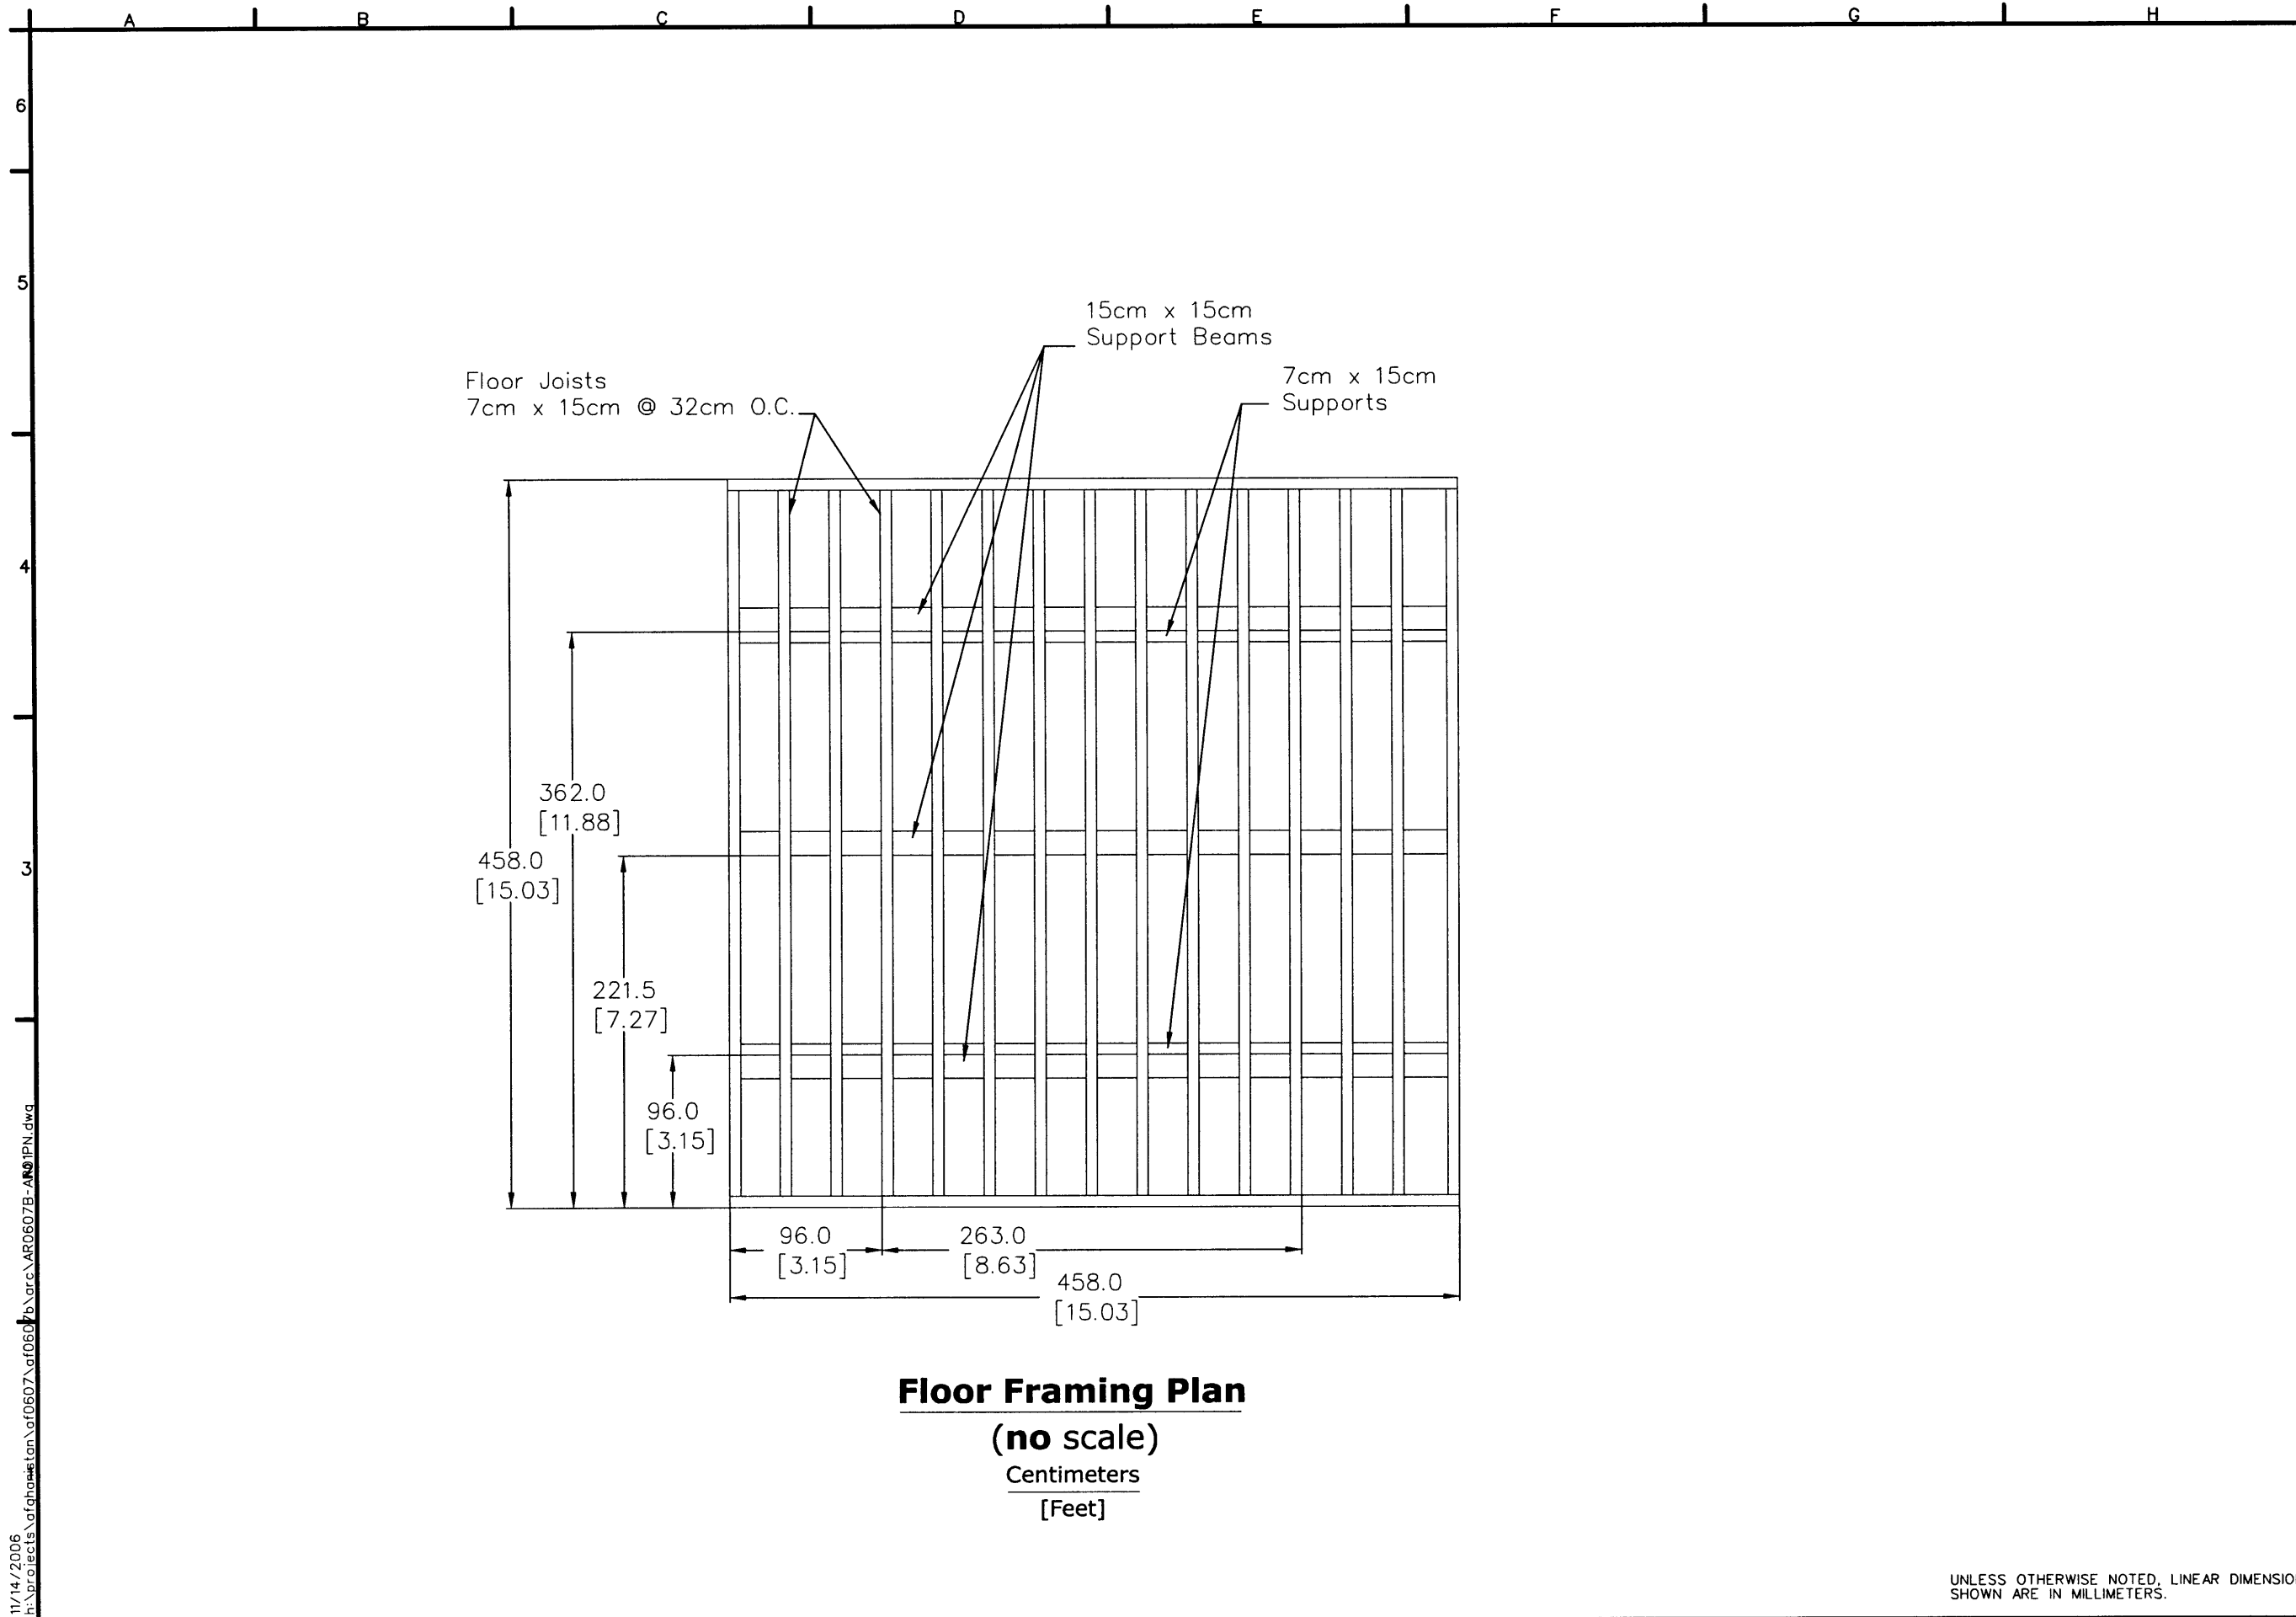 A B C D E F G H
6
5
4
3
15cm x 15cm
Support Beams
7cm x 15cm
Supports
Floor Joists
7cm x 15cm @ 32cm O.C.
362.0
[11.88]
458.0
[15.03]
221.5
[7.27]
96.0
[3.15]
96.0
[3.15]
263.0
[8.63]
458.0
[15.03]
Floor Framing Plan
(no scale)
Centimeters
[Feet]
11/14/2006
UNLESS OTHERWISE NOTED, LINEAR DIMENSIO
SHOWN ARE IN MILLIMETERS.